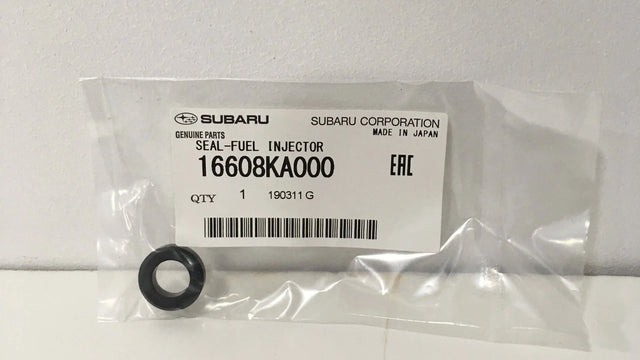 SUBARU
SUBARU CORPORATION
GENUINE PARTS
MADE IN JAPAN
SEAL-FUEL INJECTOR
16608KA000
EAC
QTY 1 190311 G